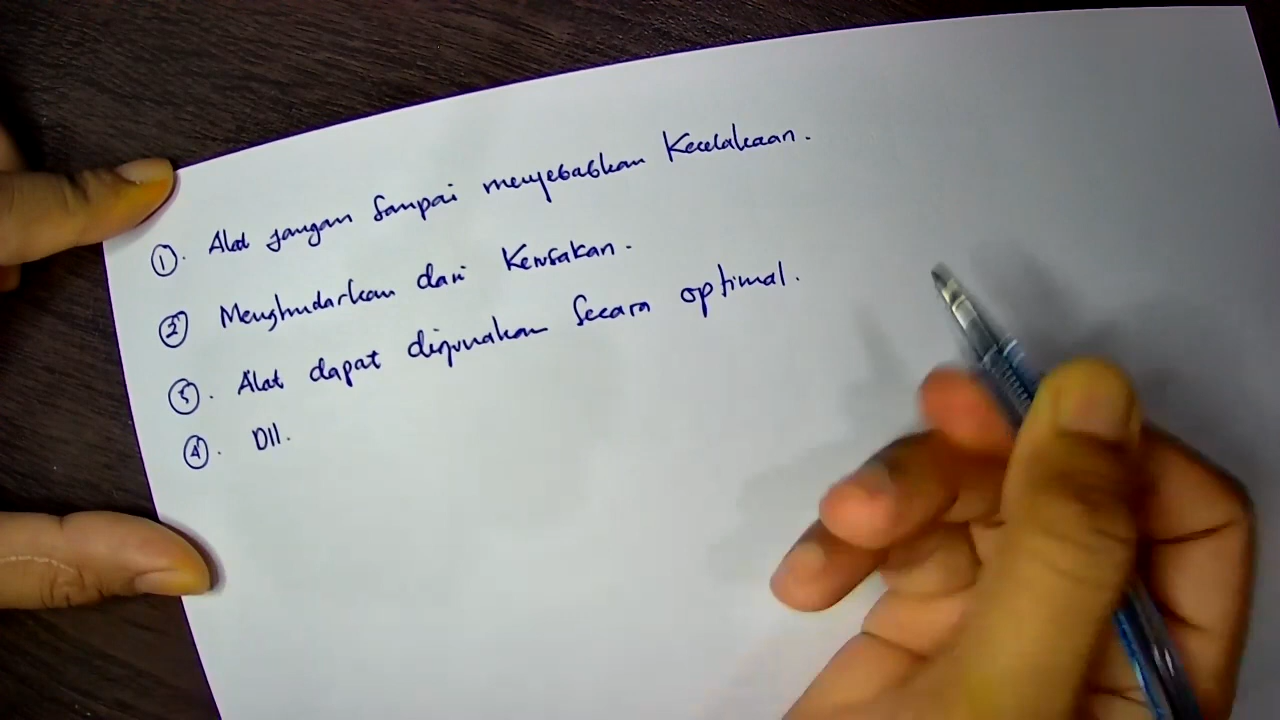 1. Alat jangan sampai menyebabkan Kecelakaan.
2. Menghindarkan dari Kerusakan.
3. Alat dapat digunakan Secara optimal.
4. Dll.